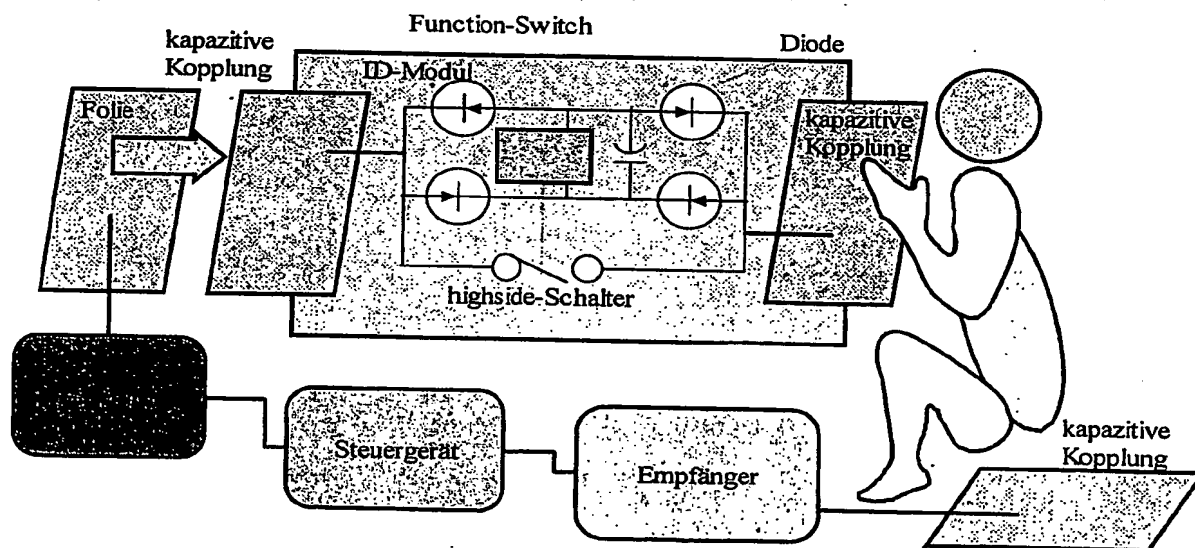 Function-Switch
kapazitive
Kopplung
Diode
ID-Modul
Folie
kapazitive
Kopplung
highside-Schalter
Steuergerät
Empfänger
kapazitive
Kopplung